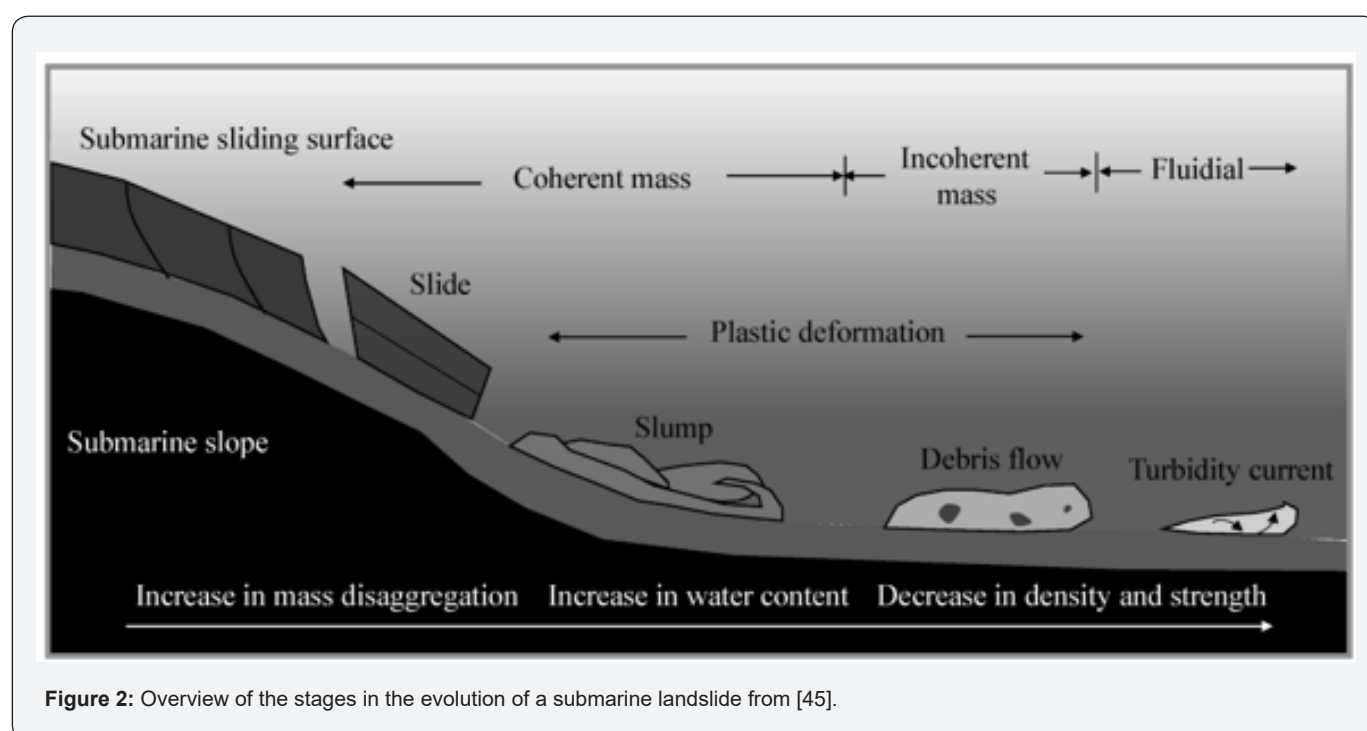 Submarine sliding surface
Coherent mass
Incoherent
mass
Fluidial
Slide
Plastic deformation
Submarine slope
Slump
Debris flow
Turbidity current
Increase in mass disaggregation Increase in water content Decrease in density and strength
Figure 2: Overview of the stages in the evolution of a submarine landslide from [45].